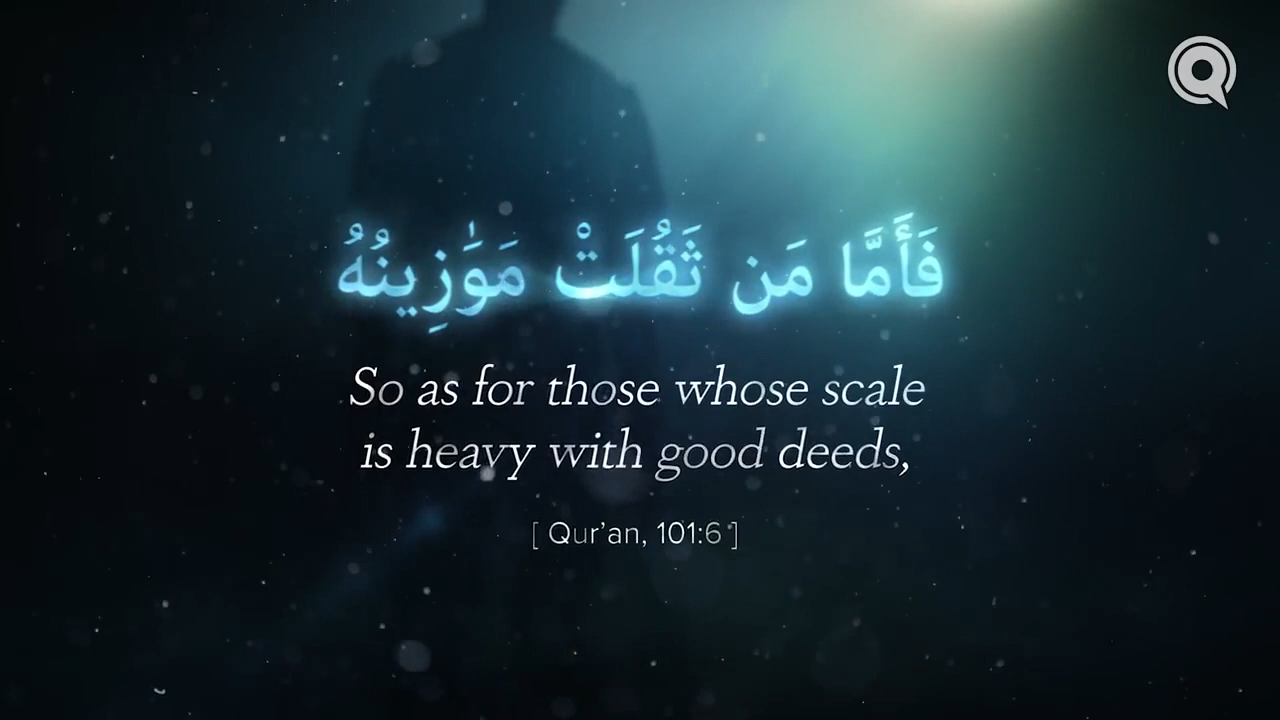 فَأَمَّا مَن ثَقُلَتْ مَوَٰزِينُهُ
So as for those whose scale
is heavy with good deeds,
[ Qur’an, 101:6 ]